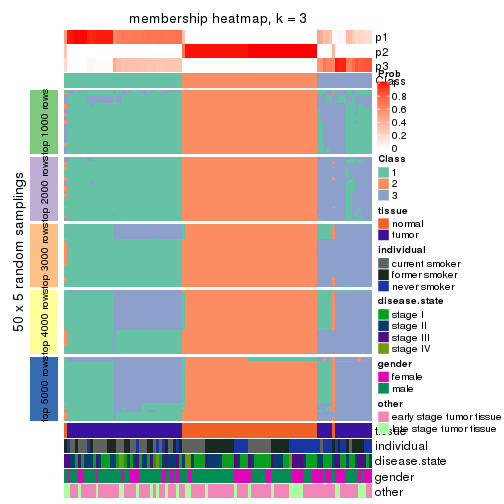 membership heatmap, k = 3
p1
p2
p3
Class
50 x 5 random samplings
top 1000 rows
top 2000 rows
top 3000 rows
top 4000 rows
top 5000 rows
tissue
individual
disease.state
gender
other
Prob
1
0.8
0.6
0.4
0.2
0
Class
1
2
3
tissue
normal
tumor
individual
current smoker
former smoker
never smoker
disease.state
stage I
stage II
stage III
stage IV
gender
female
male
other
early stage tumor tissue
late stage tumor tissue